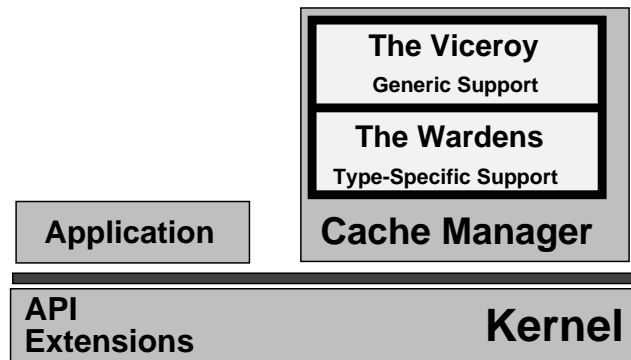 The Viceroy
Generic Support
The Wardens
Type-Specific Support
Application
Cache Manager
API
Extensions
Kernel